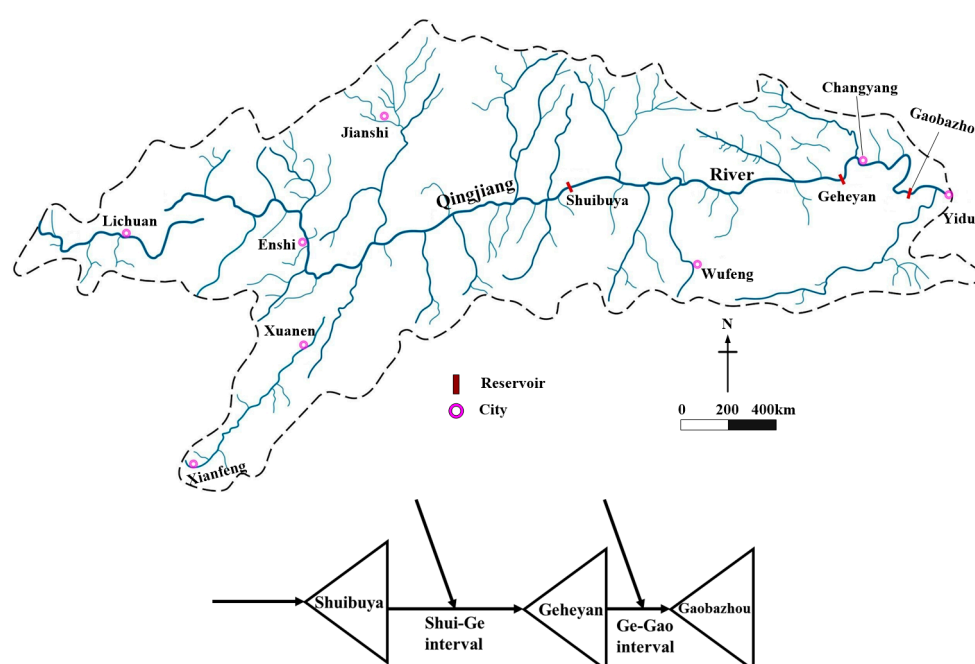 Changyang
Gaobazho
Jianshi
Qingjiang
River
Shuibuya
Geheyan
Yidu
Lichuan
Enshi
Wufeng
Xuanen
N
Reservoir
City
0 200 400km
Xianfeng
Shuibuya
Geheyan
Gaobazhou
Shui-Ge
interval
Ge-Gao
interval